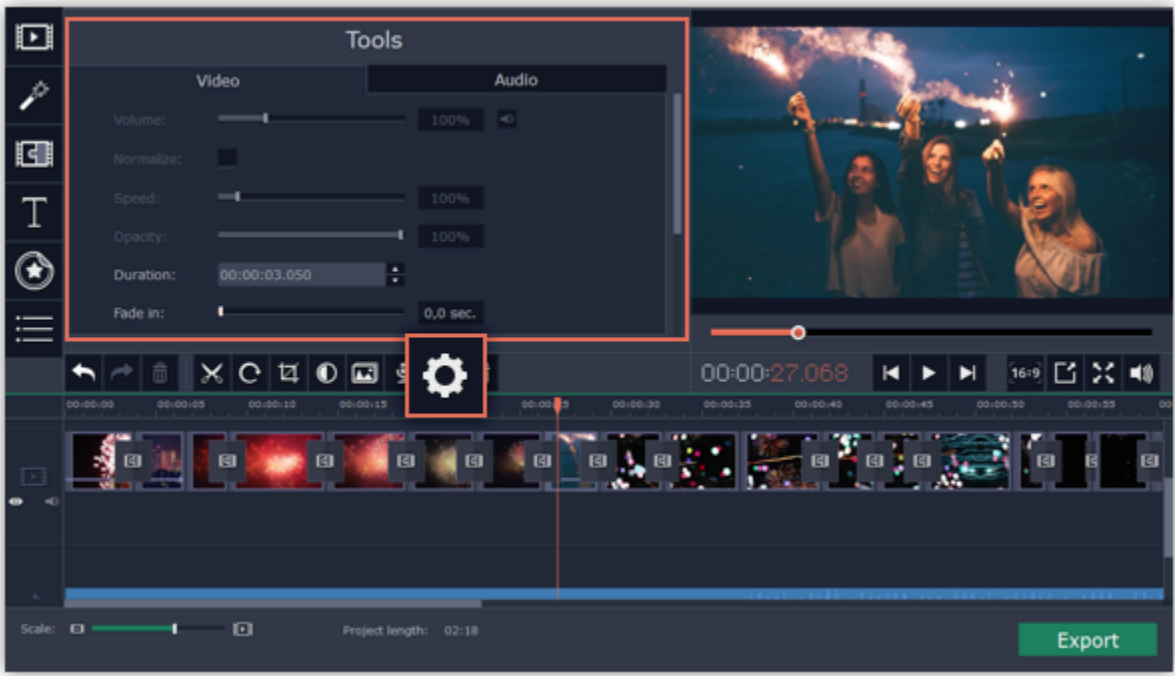 Tools
Video
Audio
Volume:
100%
Normalize:
Speed:
100%
Opacity:
100%
Duration:
00:00:03.050
Fade in:
0,0 sec.
T
00:00:27.068
16:9
00:00:00
00:00:05
00:00:10
00:00:15
00:00:30
00:00:35
00:00:40
00:00:45
00:00:50
00:00:55
Scale:
Project length: 02:18
Export